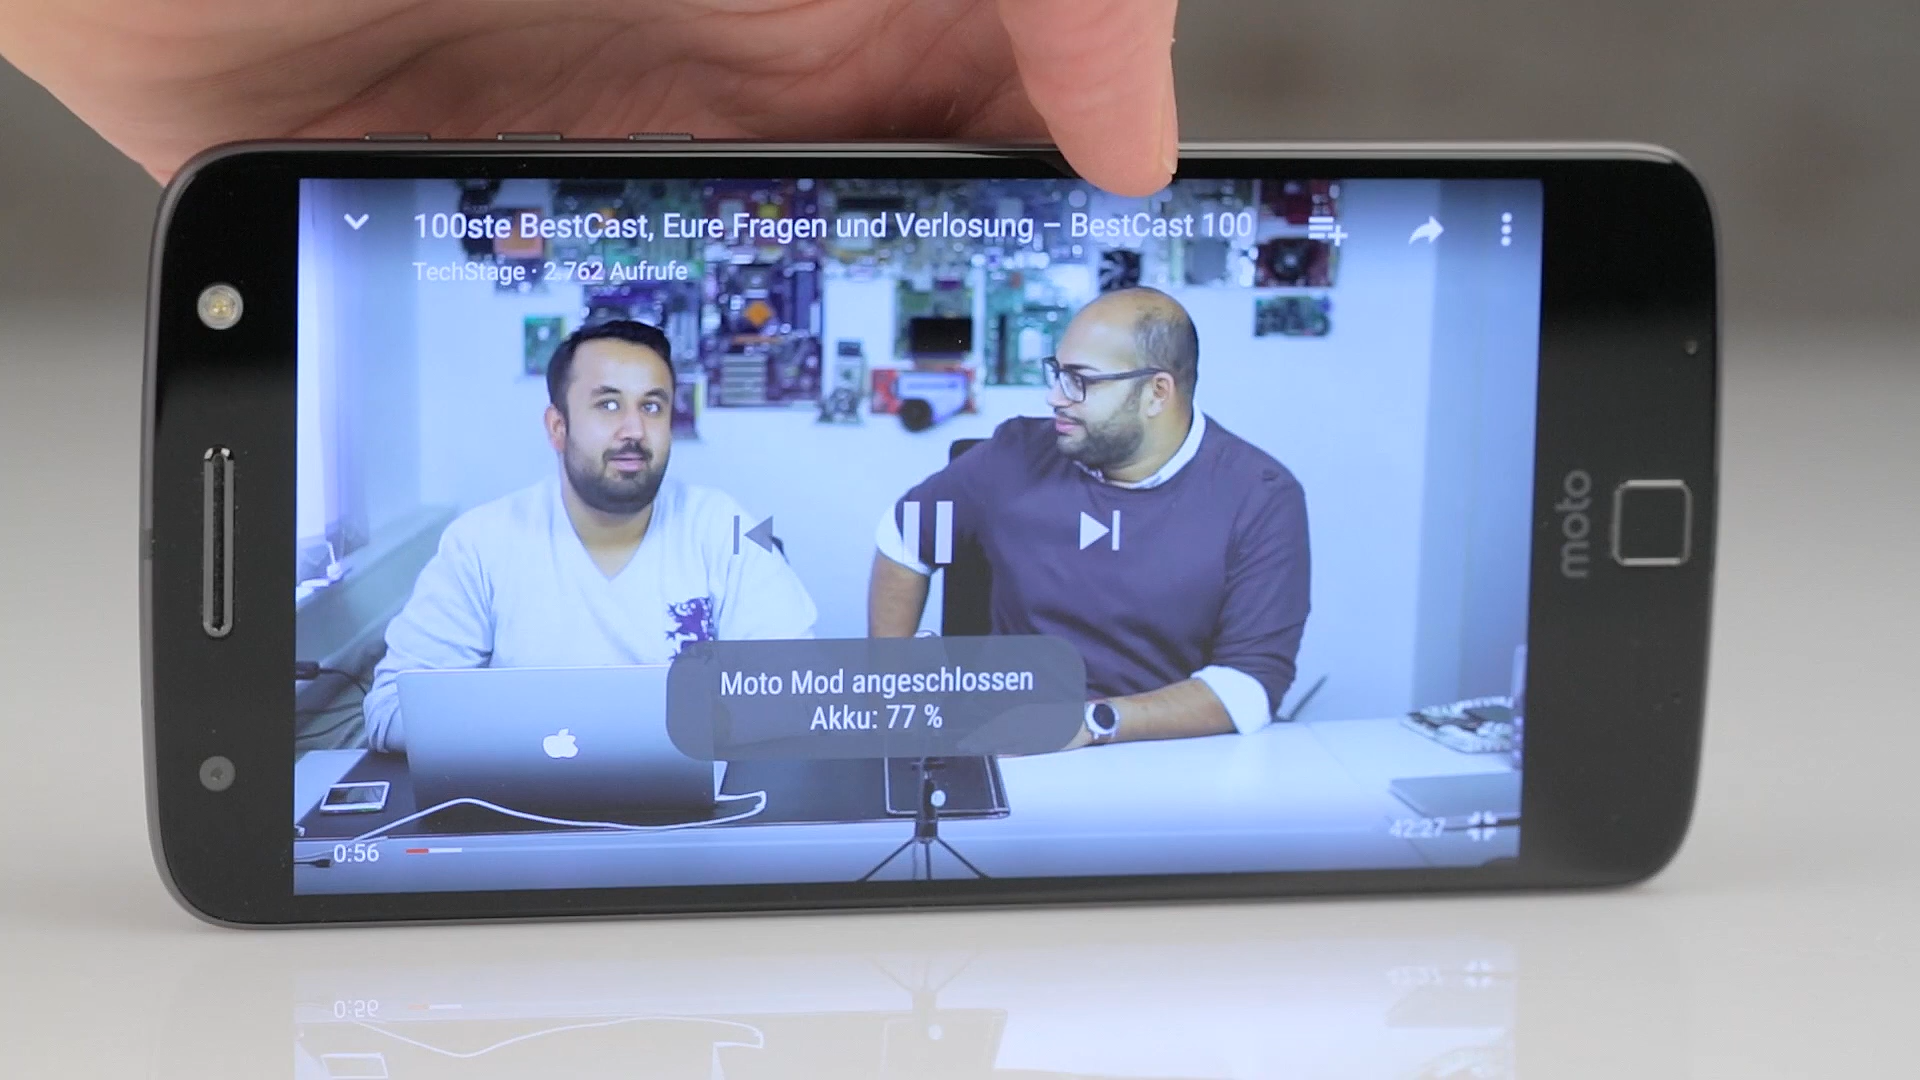 100ste BestCast, Eure Fragen und Verlosung – BestCast 100
TechStage · 2.762 Aufrufe
moto
Moto Mod angeschlossen
Akku: 77 %
42:27
0:56